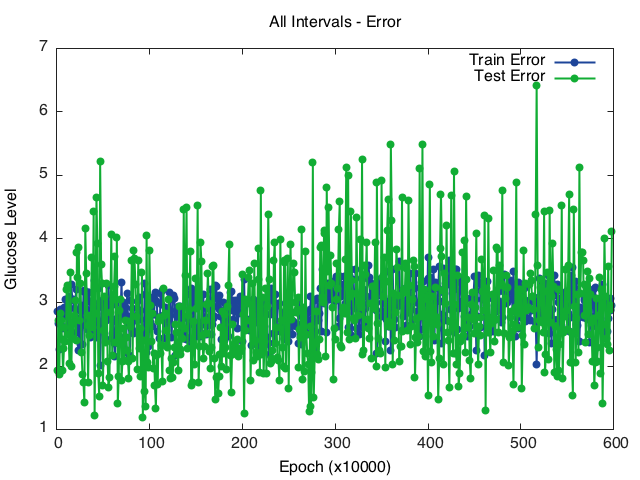 All Intervals - Error
7
6
5
4
3
2
1
Glucose Level
Train Error
Test Error
0 100 200 300 400 500 600
Epoch (x10000)